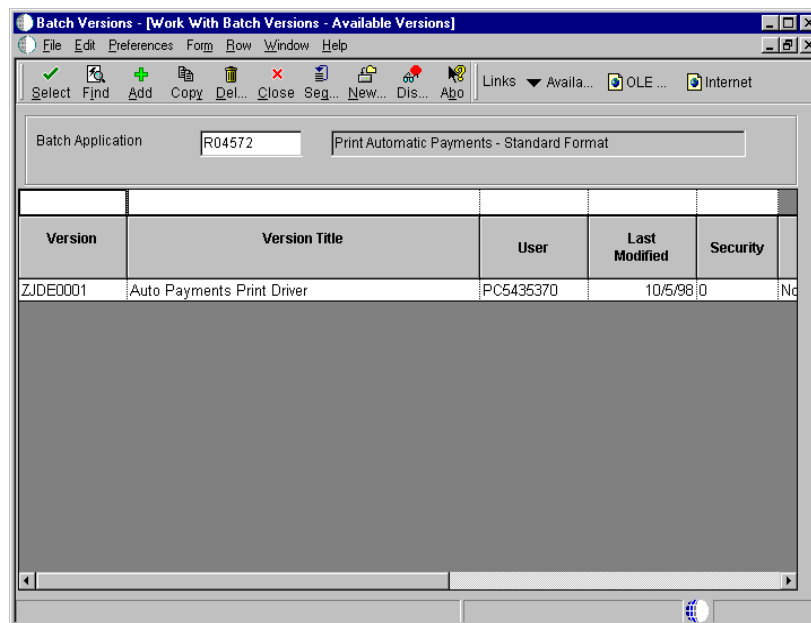 Batch Versions - [Work With Batch Versions - Available Versions]
File Edit Preferences Form Row Window Help
Select Find Add Copy Del... Close Seq... New... Dis... Abo Links Availa... OLE ... Internet
Batch Application R04572 Print Automatic Payments - Standard Format
Version Version Title User Last Modified Security
ZJDE0001 Auto Payments Print Driver PC5435370 10/5/98 0 No